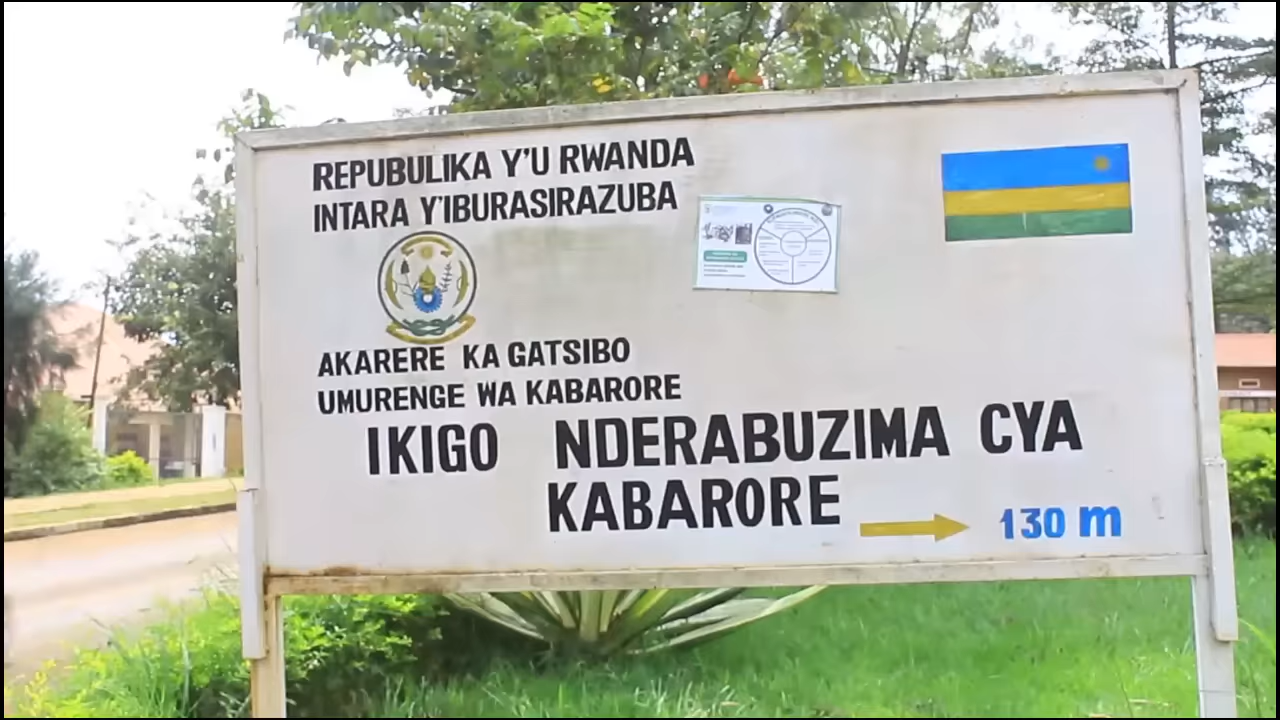 REPUBULIKA Y'U RWANDA
INTARA Y'IBURASIRAZUBA
AKARERE KA GATSIBO
UMURENGE WA KABARORE
IKIGO NDERABUZIMA CYA
KABARORE
130 m